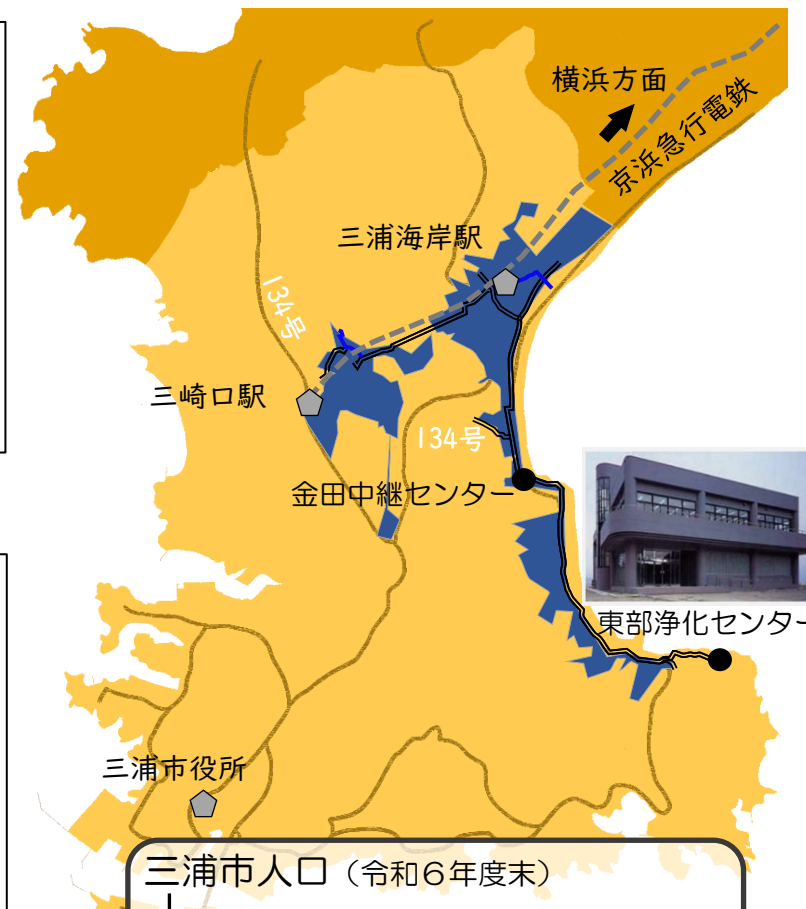 横浜方面
京浜急行電鉄
三浦海岸駅
134号
三崎口駅
134号
金田中継センター
東部浄化センター
三浦市役所
三浦市人口（令和６年度末）